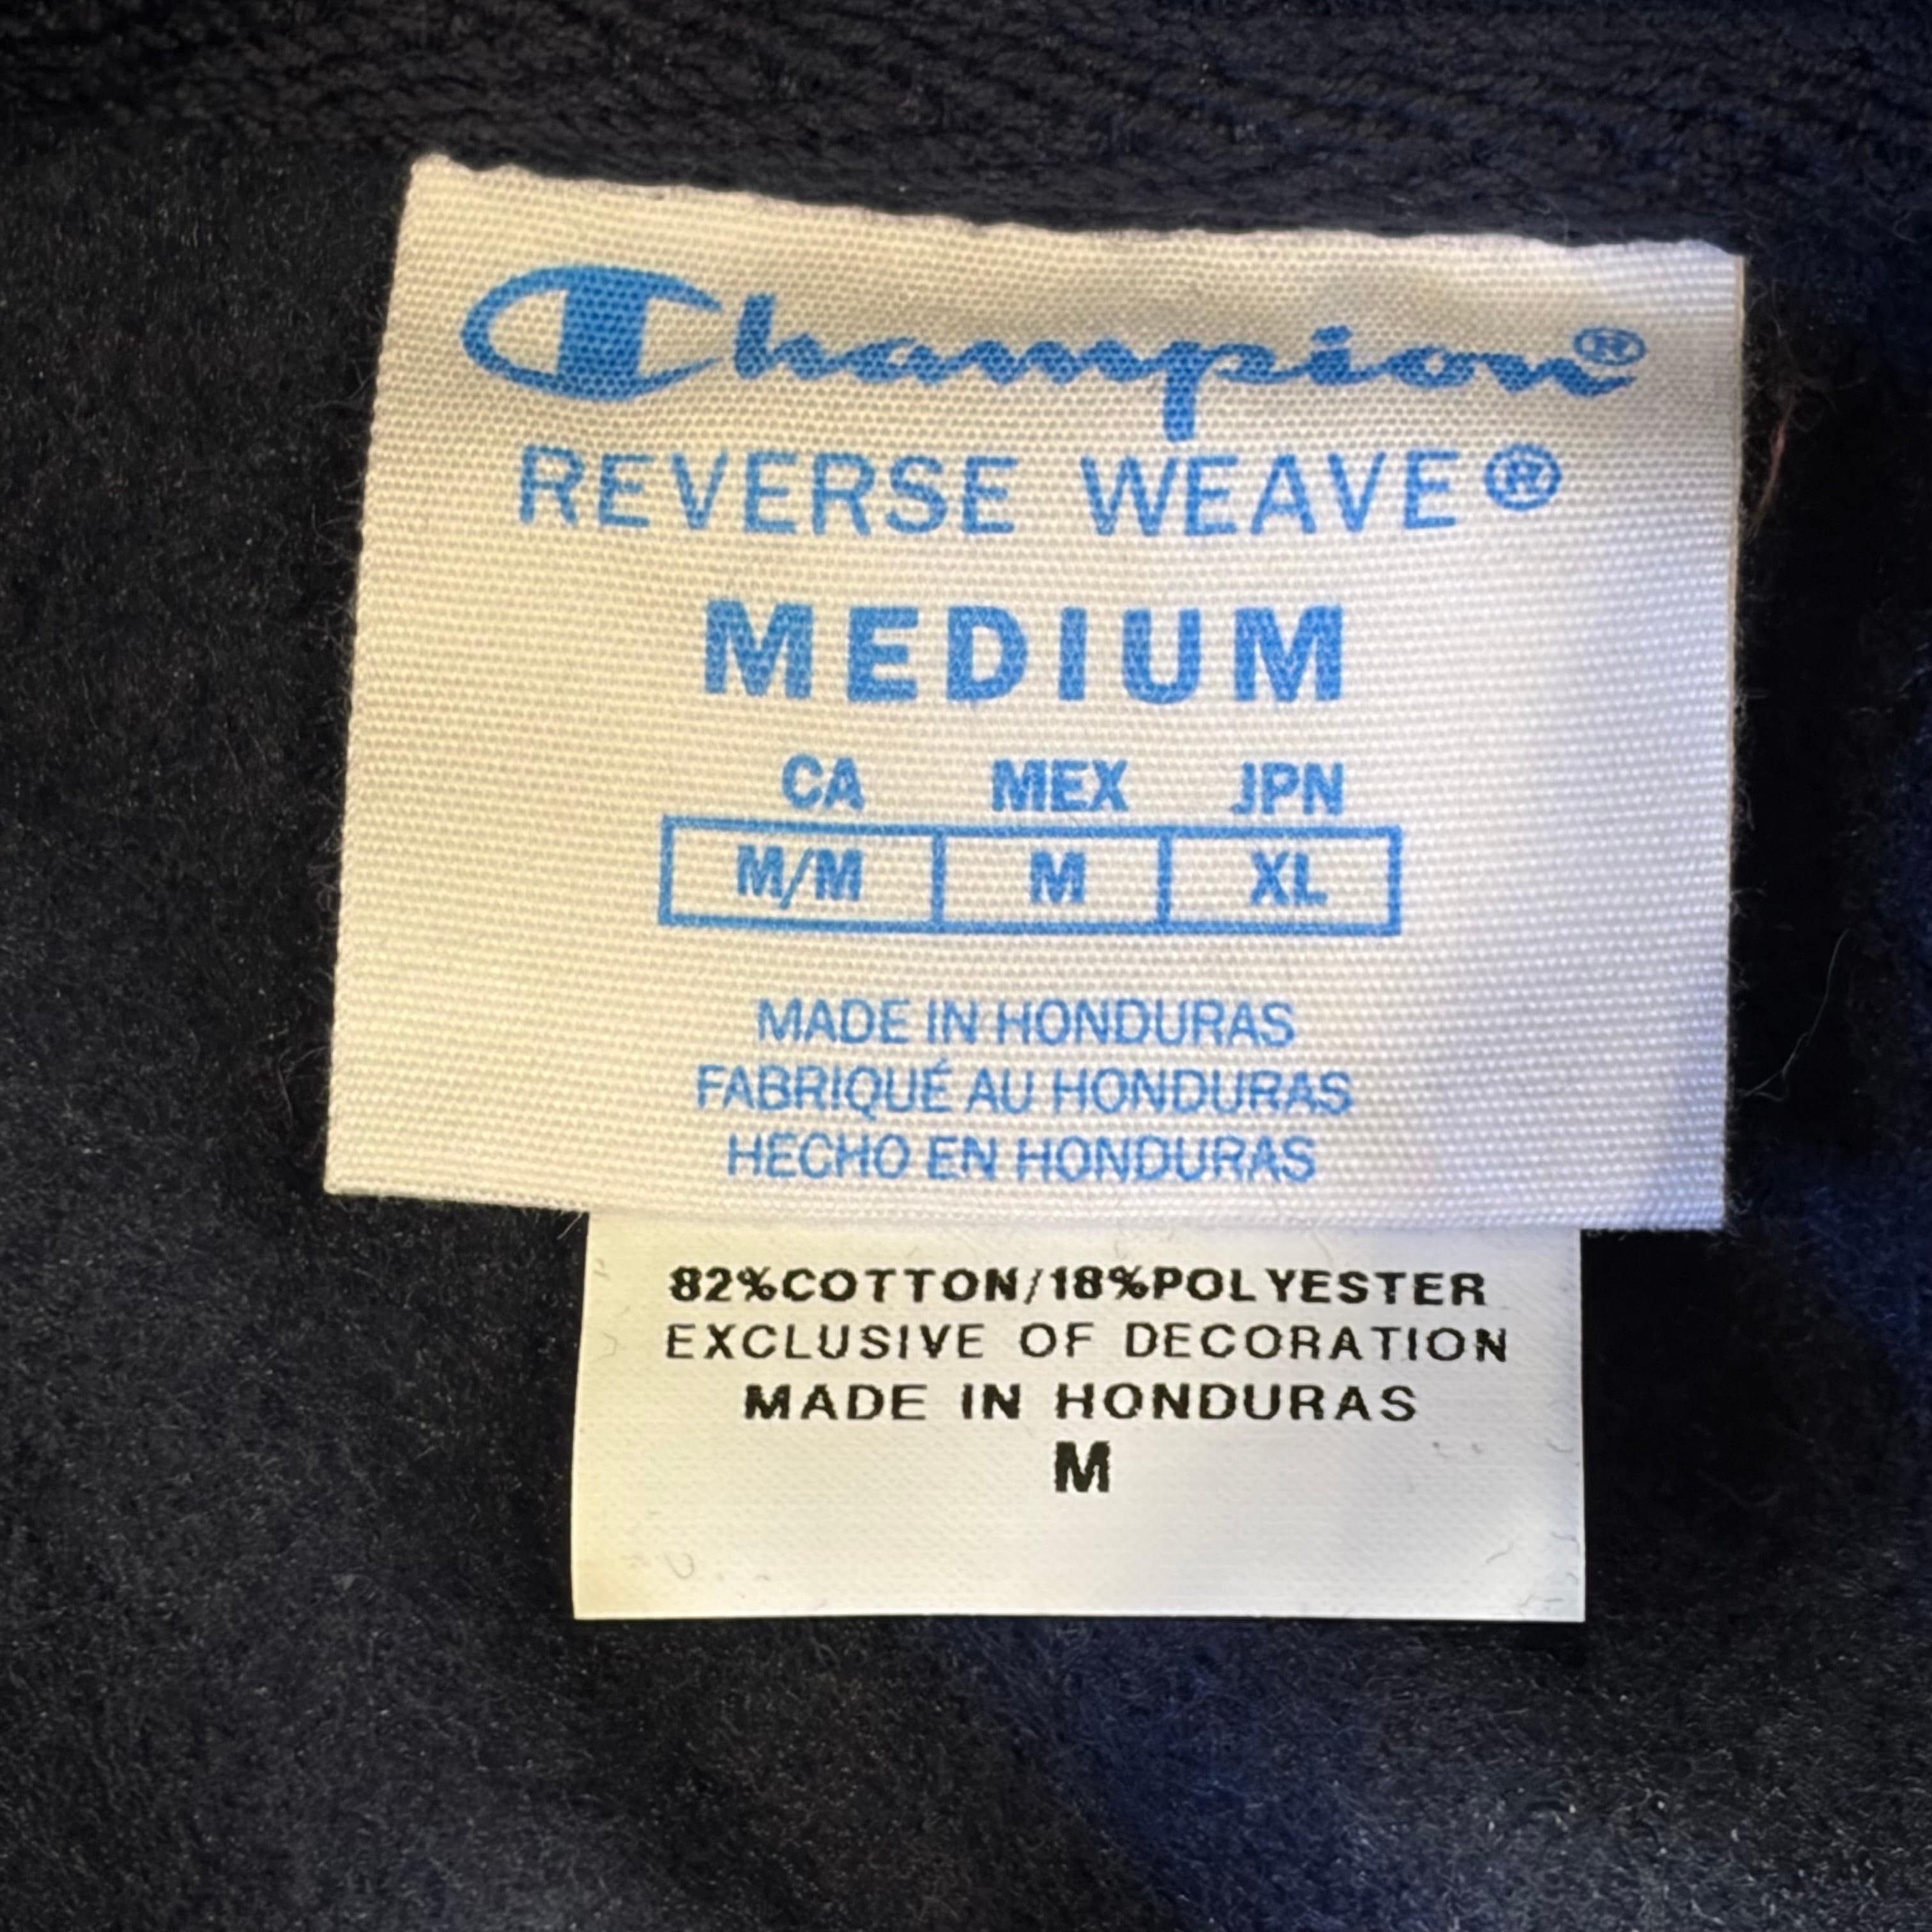 Champion®
REVERSE WEAVE®
MEDIUM
CA MEX JPN
M/M M XL
MADE IN HONDURAS
FABRIQUÉ AU HONDURAS
HECHO EN HONDURAS
82%COTTON/18%POLYESTER
EXCLUSIVE OF DECORATION
MADE IN HONDURAS
M